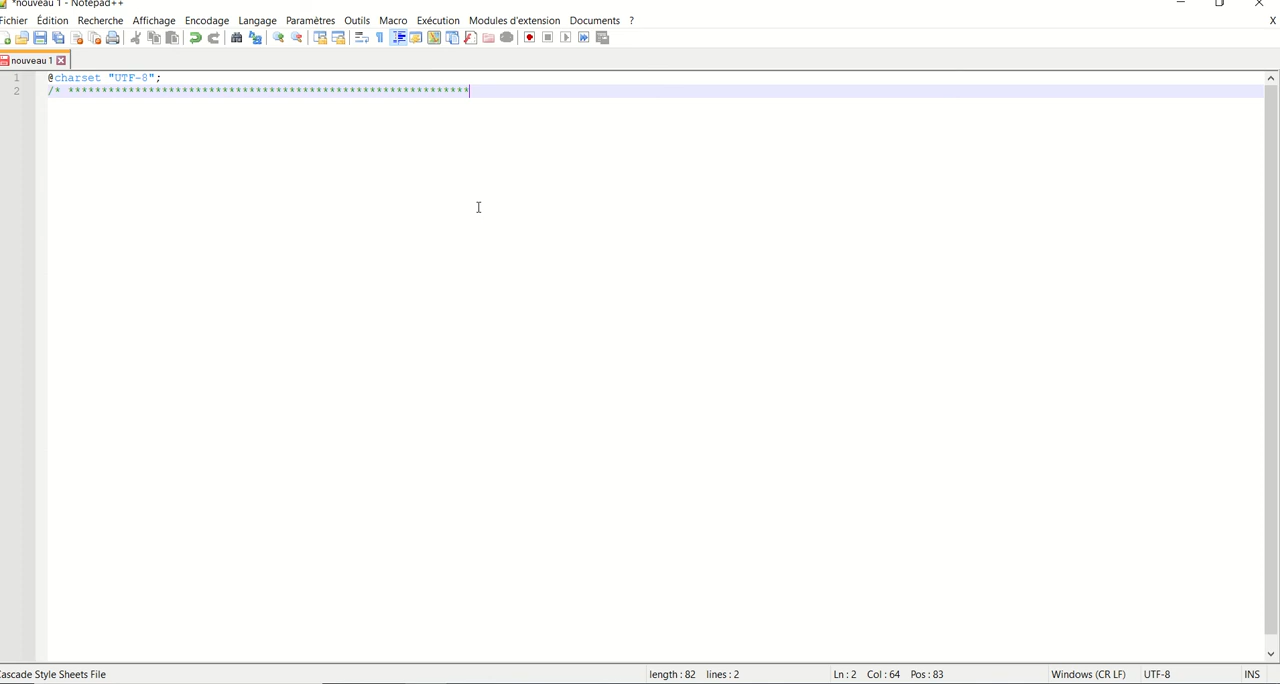 *nouveau 1 - Notepad++
Fichier Édition Recherche Affichage Encodage Langage Paramètres Outils Macro Exécution Modules d'extension Documents ? X
nouveau 1
1 @charset "UTF-8";
2 /* ************************************************************
Cascade Style Sheets File length : 82 lines : 2 Ln : 2 Col : 64 Pos : 83 Windows (CR LF) UTF-8 INS